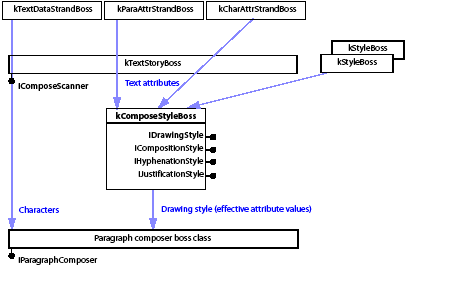 kTextDataStrandBoss kParaAttrStrandBoss kCharAttrStrandBoss
kStyleBoss
kTextStoryBoss kStyleBoss
IComposeScanner Text attributes
kComposeStyleBoss
IDrawingStyle
ICompositionStyle
IHyphenationStyle
IJustificationStyle
Characters Drawing style (effective attribute values)
Paragraph composer boss class
IParagraphComposer